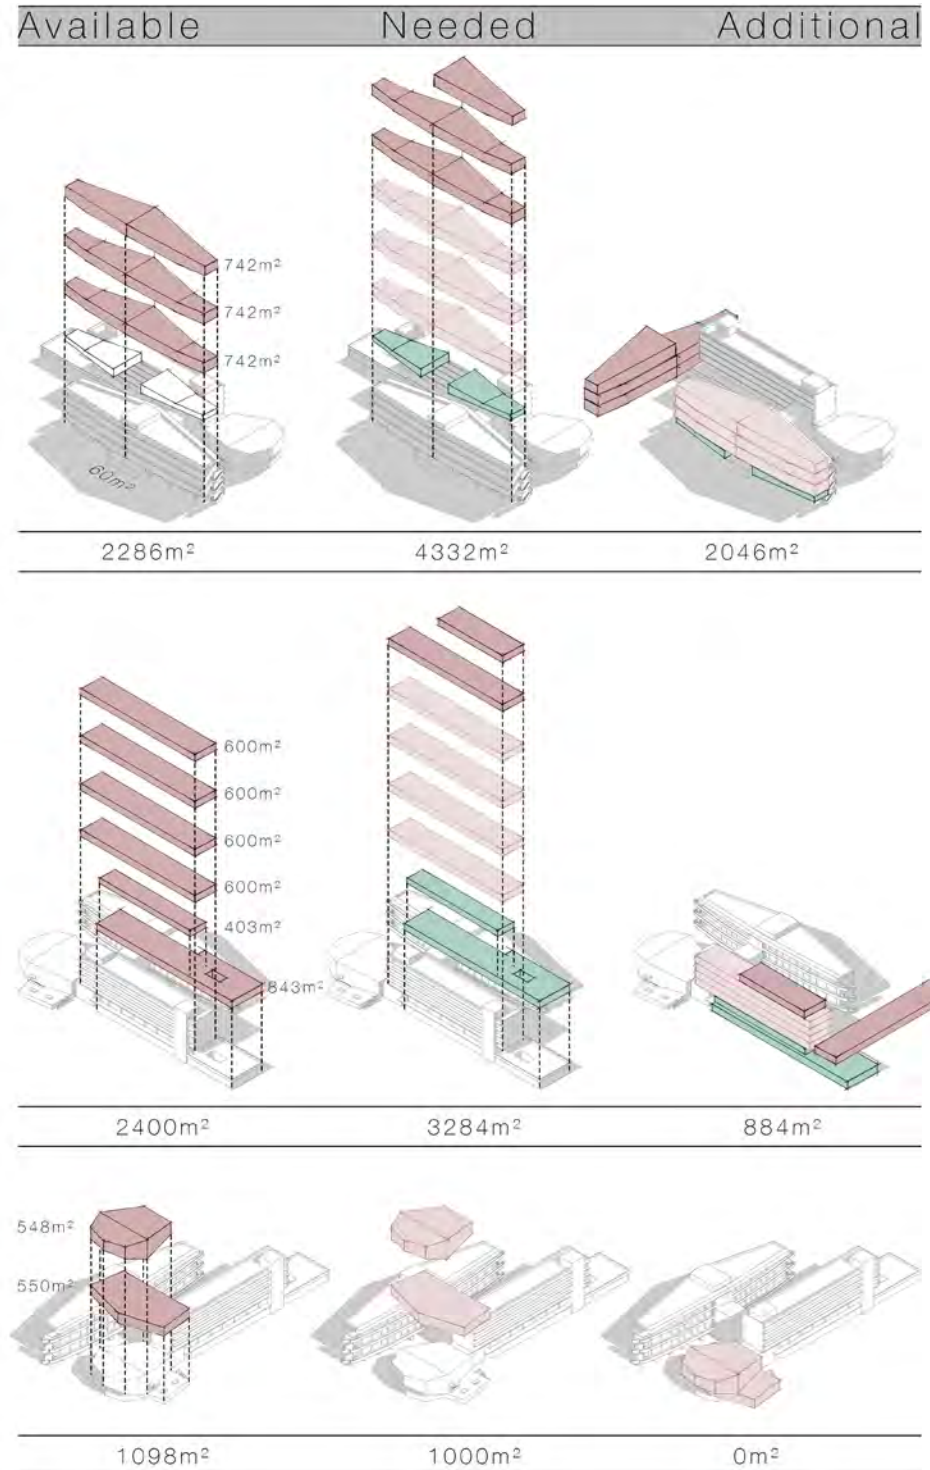 Available Needed Additional
742m²
742m²
742m²
60m²
2286m² 4332m² 2046m²
600m²
600m²
600m²
600m²
403m²
843m²
2400m² 3284m² 884m²
548m²
550m²
1098m² 1000m² 0m²